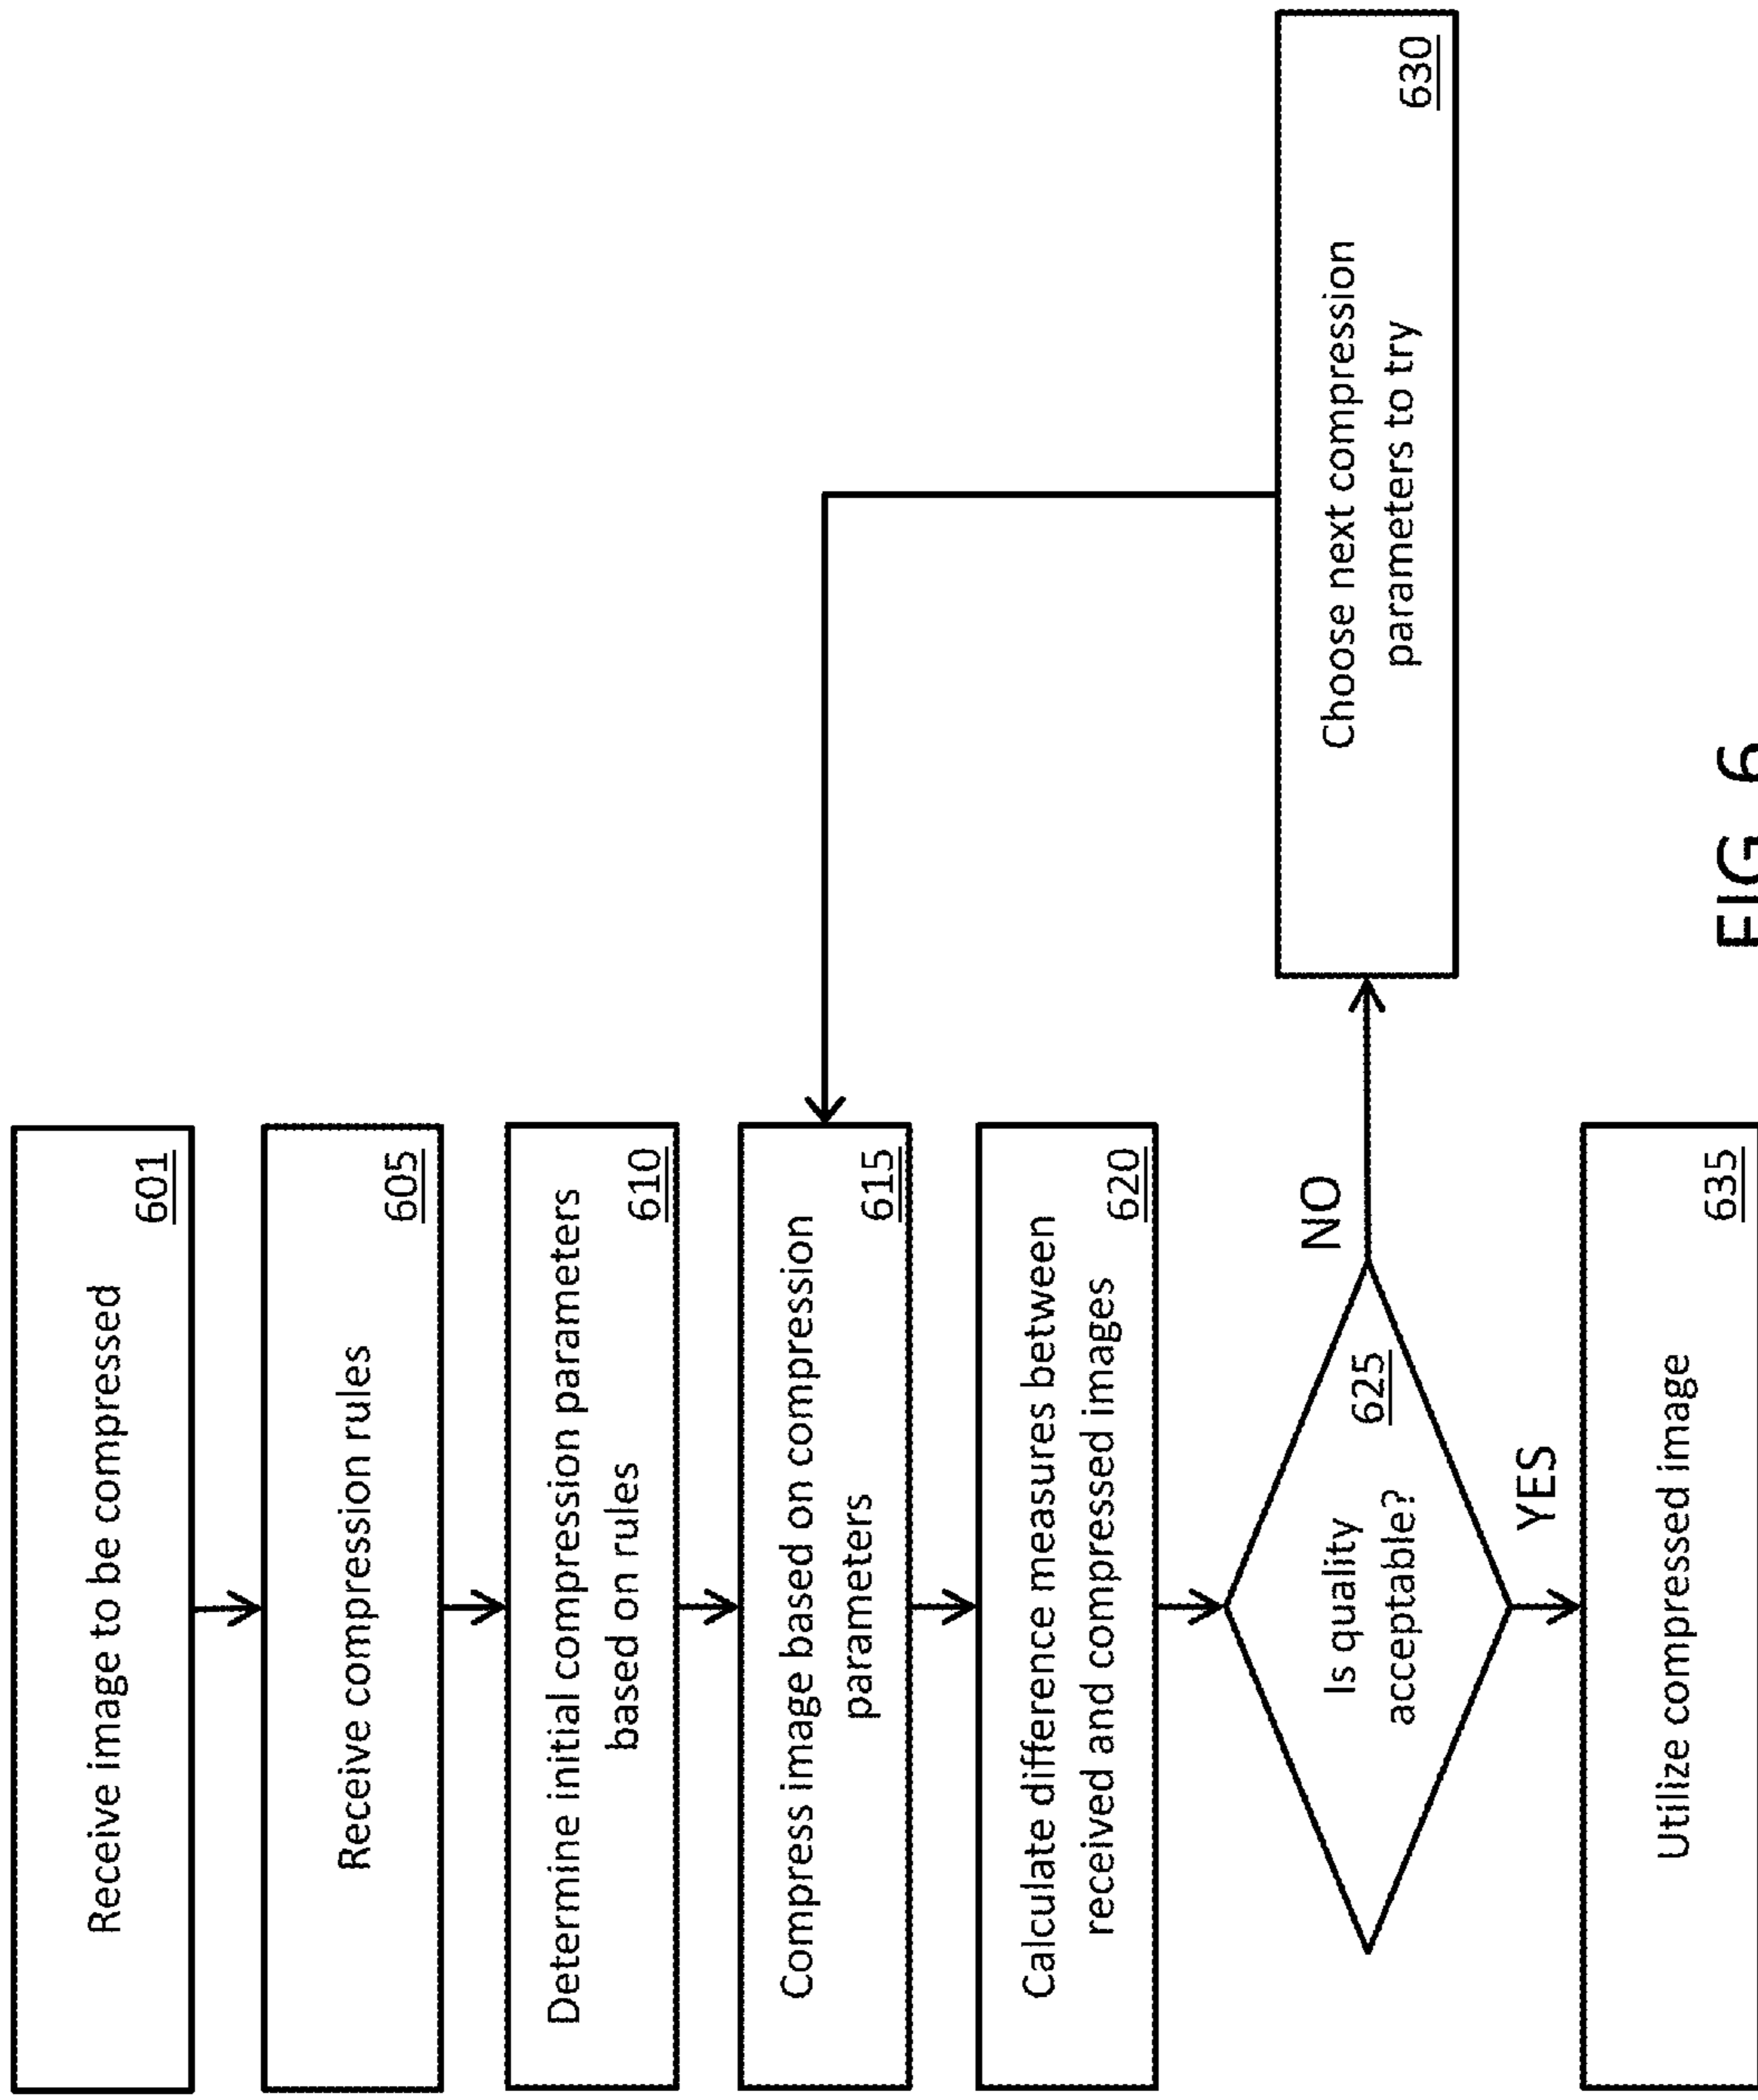 Receive image to be compressed
601
Receive compression rules
605
Determine initial compression parameters
based on rules
610
Compress image based on compression
parameters
615
Calculate difference measures between
received and compressed images
620
Is quality
acceptable?
625
NO
Choose next compression
parameters to try
630
YES
Utilize compressed image
635
FIG. 6